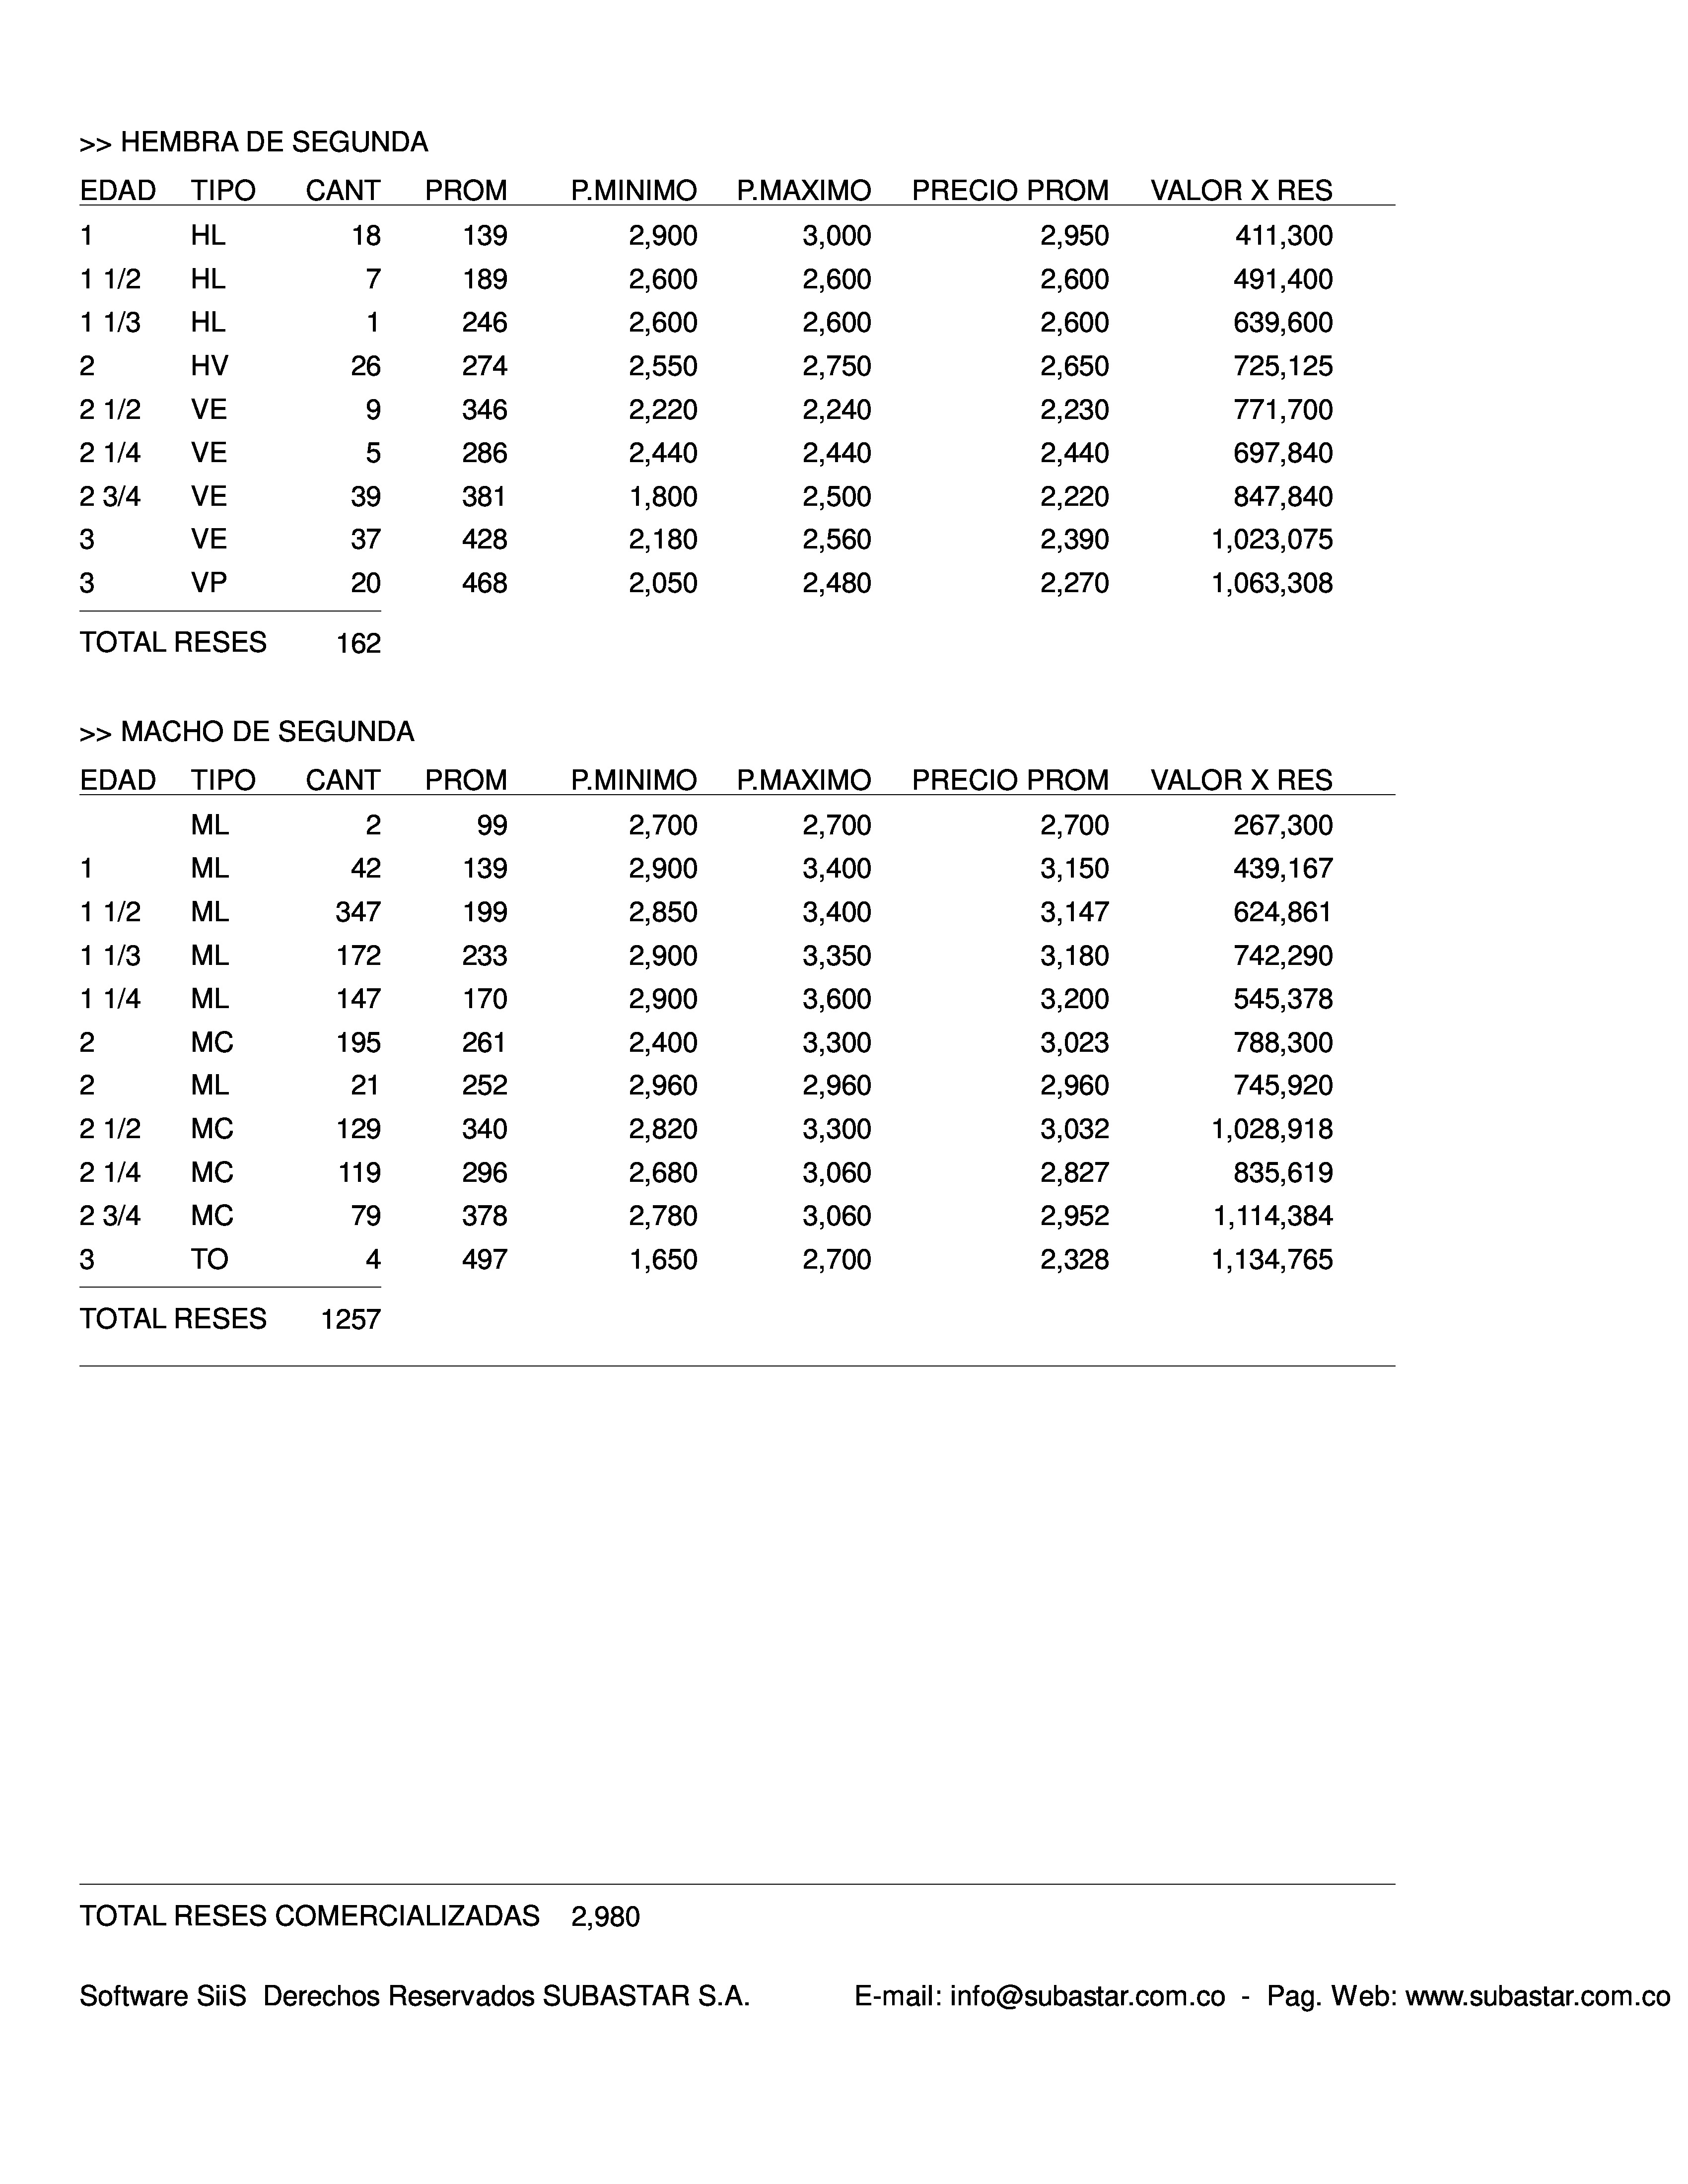 >> HEMBRA DE SEGUNDA
EDAD TIPO CANT PROM P.MINIMO P.MAXIMO PRECIO PROM VALOR X RES
1 HL 18 139 2,900 3,000 2,950 411,300
1 1/2 HL 7 189 2,600 2,600 2,600 491,400
1 1/3 HL 1 246 2,600 2,600 2,600 639,600
2 HV 26 274 2,550 2,750 2,650 725,125
2 1/2 VE 9 346 2,220 2,240 2,230 771,700
2 1/4 VE 5 286 2,440 2,440 2,440 697,840
2 3/4 VE 39 381 1,800 2,500 2,220 847,840
3 VE 37 428 2,180 2,560 2,390 1,023,075
3 VP 20 468 2,050 2,480 2,270 1,063,308
TOTAL RESES 162
>> MACHO DE SEGUNDA
EDAD TIPO CANT PROM P.MINIMO P.MAXIMO PRECIO PROM VALOR X RES
ML 2 99 2,700 2,700 2,700 267,300
1 ML 42 139 2,900 3,400 3,150 439,167
1 1/2 ML 347 199 2,850 3,400 3,147 624,861
1 1/3 ML 172 233 2,900 3,350 3,180 742,290
1 1/4 ML 147 170 2,900 3,600 3,200 545,378
2 MC 195 261 2,400 3,300 3,023 788,300
2 ML 21 252 2,960 2,960 2,960 745,920
2 1/2 MC 129 340 2,820 3,300 3,032 1,028,918
2 1/4 MC 119 296 2,680 3,060 2,827 835,619
2 3/4 MC 79 378 2,780 3,060 2,952 1,114,384
3 TO 4 497 1,650 2,700 2,328 1,134,765
TOTAL RESES 1257
TOTAL RESES COMERCIALIZADAS 2,980
Software SiiS Derechos Reservados SUBASTAR S.A. E-mail: info@subastar.com.co - Pag. Web: www.subastar.com.co